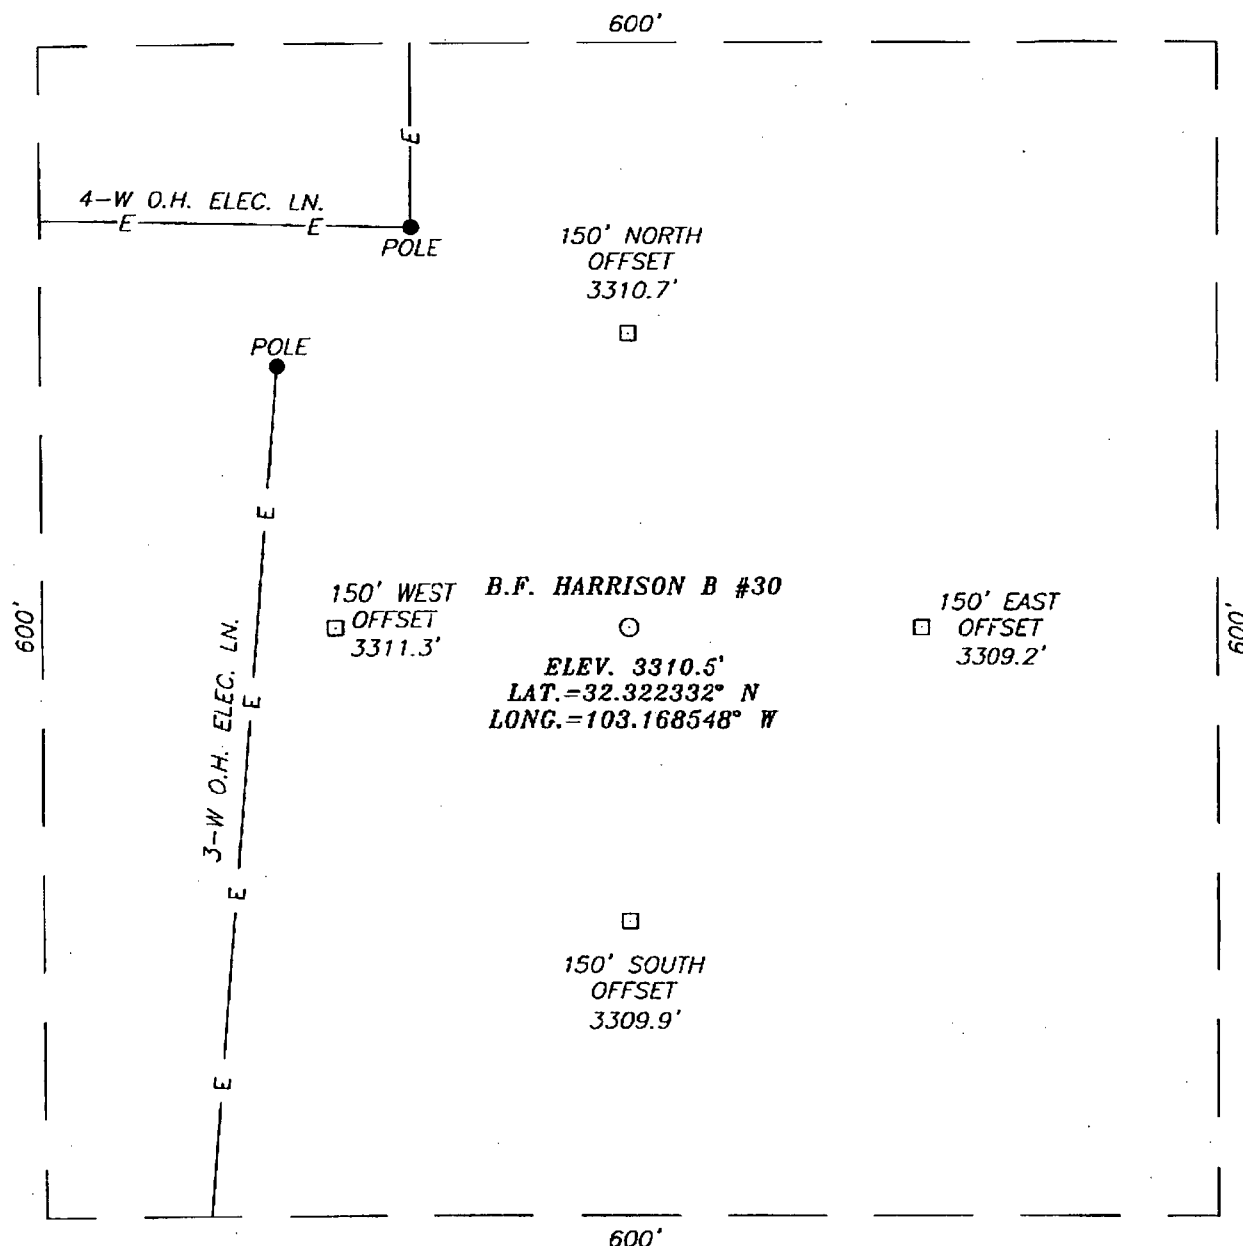 600'
E
4-W O.H. ELEC. LN.
E E
POLE
150' NORTH
OFFSET
3310.7'
POLE
E
150' WEST
OFFSET
3311.3'
B.F. HARRISON B #30
ELEV. 3310.5'
LAT.=32.322332° N
LONG.=103.168548° W
150' EAST
OFFSET
3309.2'
600'
600'
3-W O.H. ELEC. LN.
E
E
150' SOUTH
OFFSET
3309.9'
E
600'